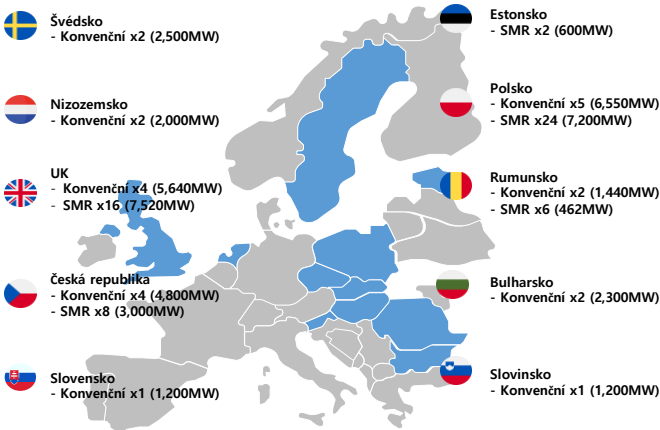 Švédsko
- Konvenční x2 (2,500MW)
Nizozemsko
- Konvenční x2 (2,000MW)
UK
- Konvenční x4 (5,640MW)
- SMR x16 (7,520MW)
Česká republika
- Konvenční x4 (4,800MW)
- SMR x8 (3,000MW)
Slovensko
- Konvenční x1 (1,200MW)
Estonsko
- SMR x2 (600MW)
Polsko
- Konvenční x5 (6,550MW)
- SMR x24 (7,200MW)
Rumunsko
- Konvenční x2 (1,440MW)
- SMR x6 (462MW)
Bulharsko
- Konvenční x2 (2,300MW)
Slovinsko
- Konvenční x1 (1,200MW)